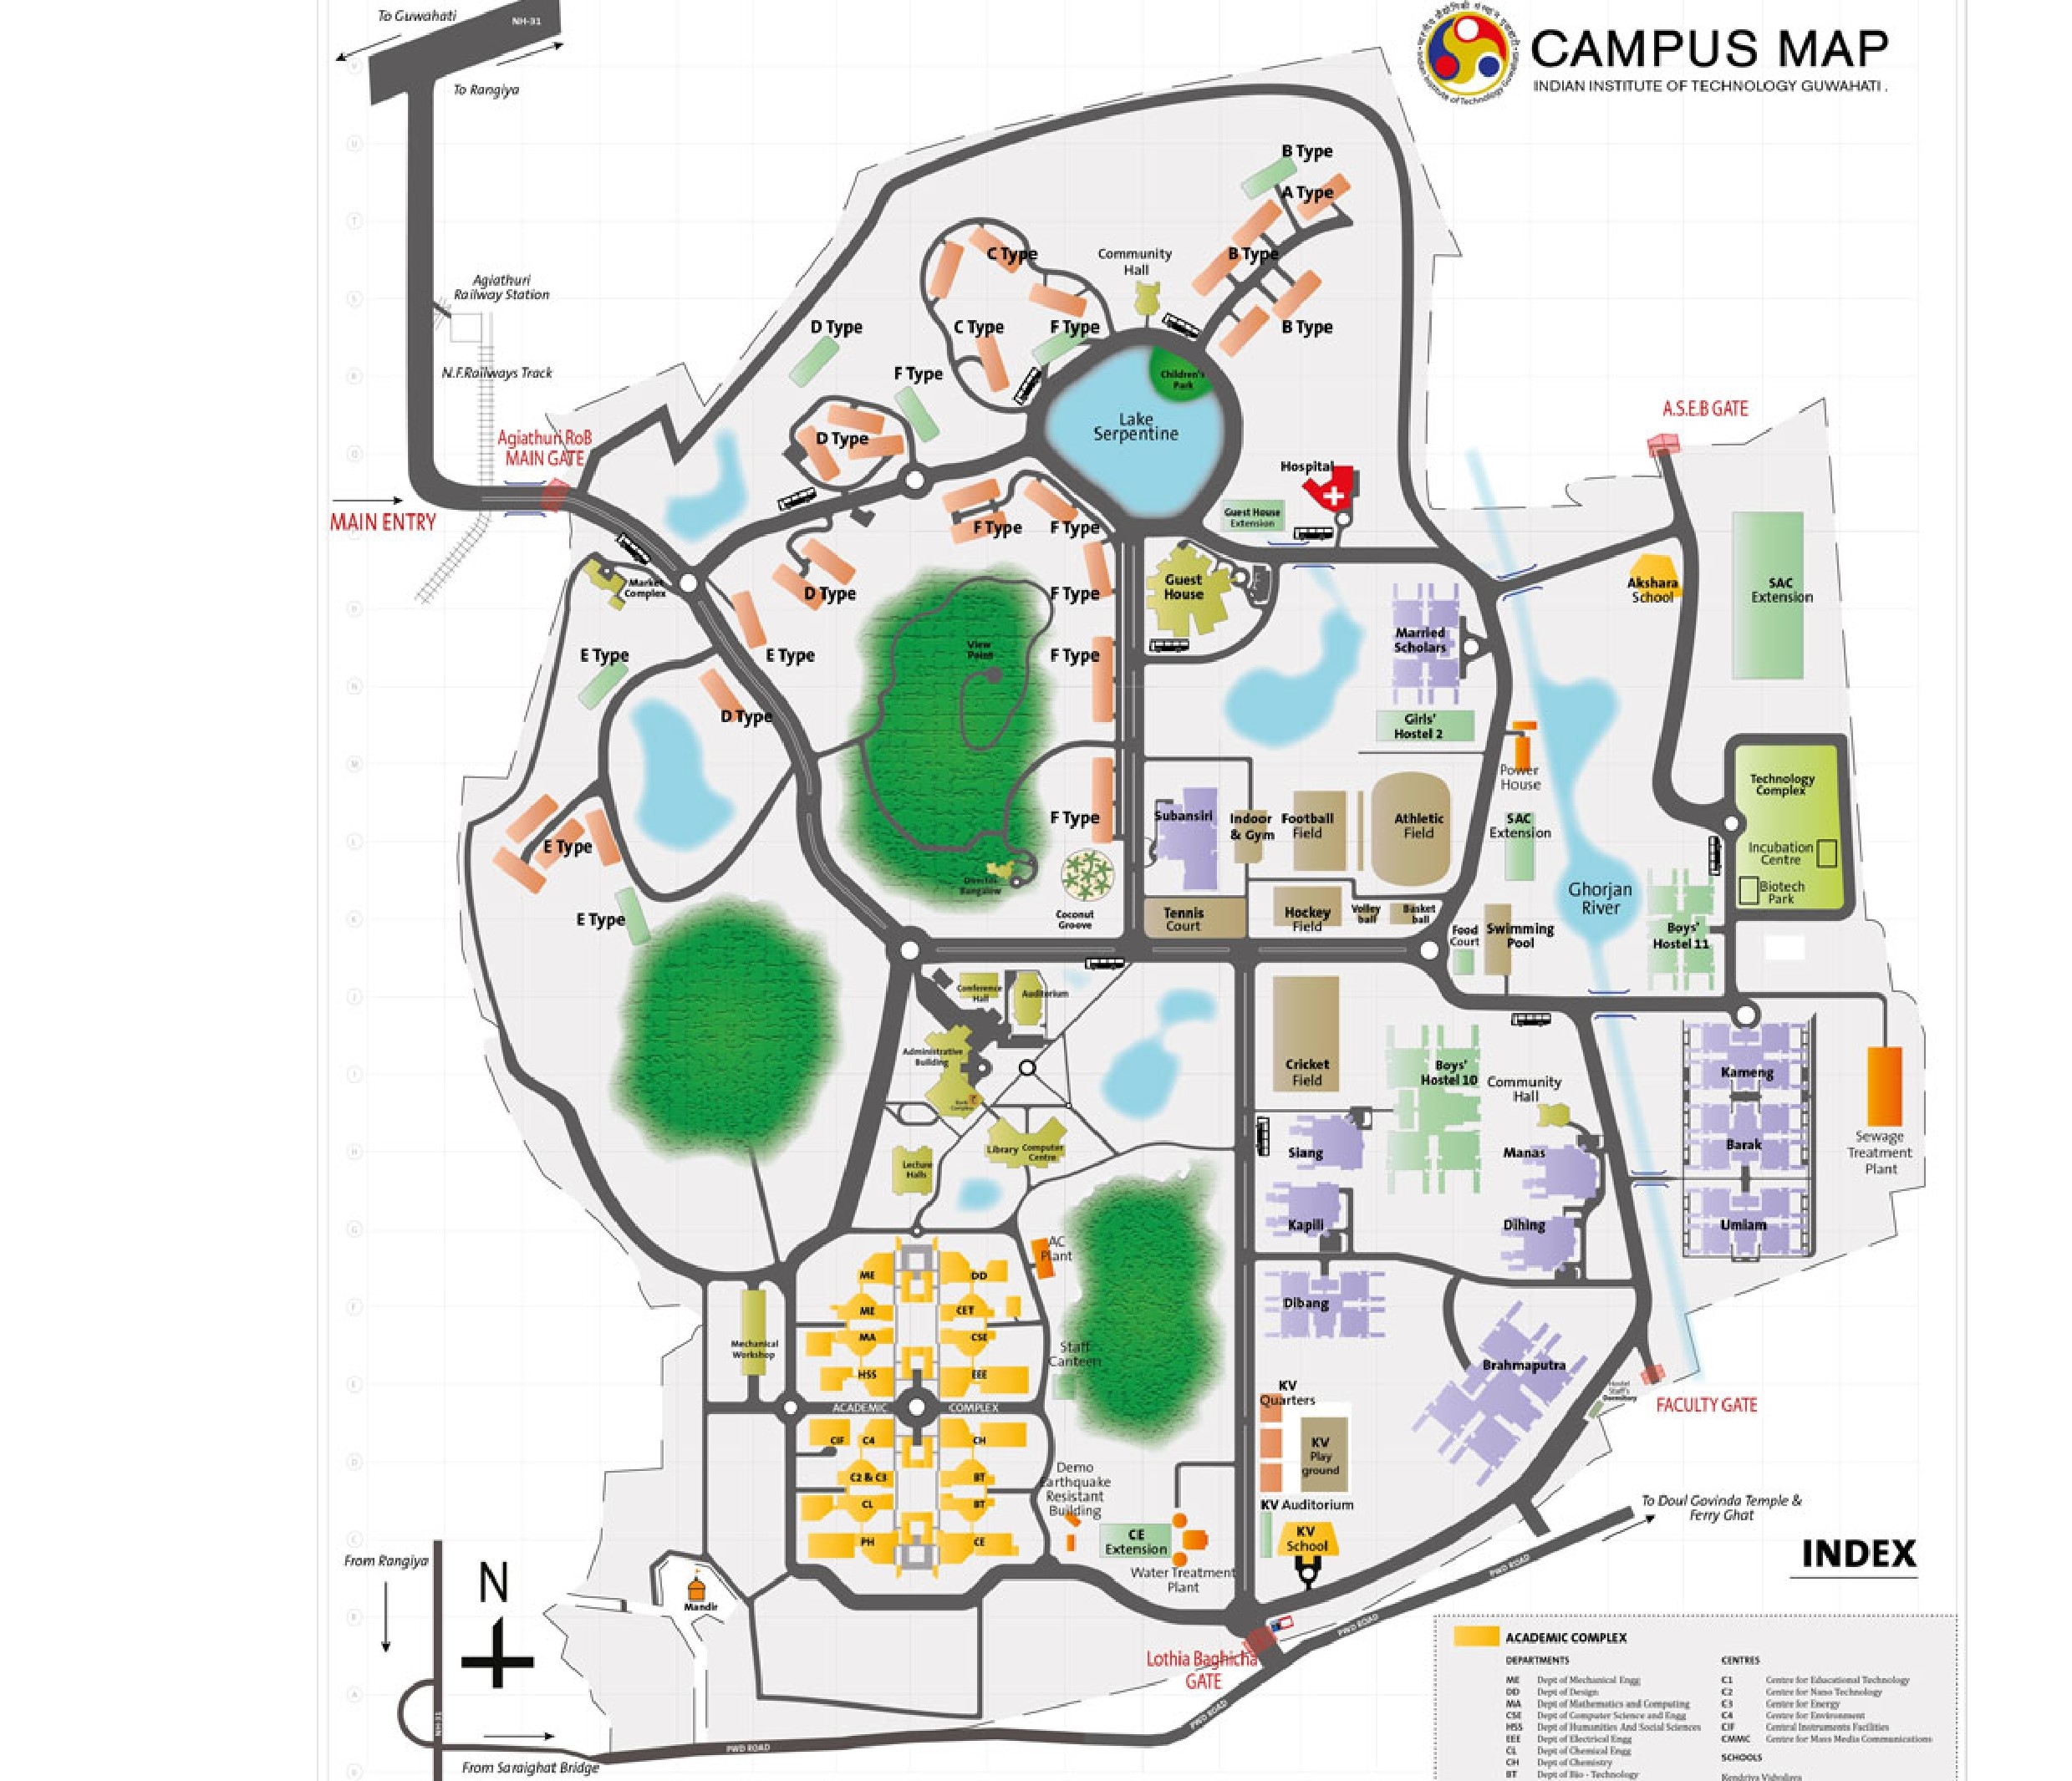 To Guwahati
NH-31
To Rangiya
CAMPUS MAP
INDIAN INSTITUTE OF TECHNOLOGY GUWAHATI .
Indian Institute of Technology Guwahati
B Type
A Type
C Type
Community
Hall
B Type
Agiathuri
Railway Station
D Type
C Type
F Type
B Type
N.F.Railways Track
F Type
Children's
Park
Lake
Serpentine
A.S.E.B GATE
Agiathuri RoB
MAIN GATE
D Type
Hospital
MAIN ENTRY
F Type
F Type
Guest House
Extension
Market
Complex
D Type
F Type
Guest
House
Akshara
School
SAC
Extension
Married
Scholars
E Type
E Type
View
Point
F Type
D Type
Girls'
Hostel 2
Power
House
Technology
Complex
Subansiri
Indoor
& Gym
Football
Field
Athletic
Field
SAC
Extension
F Type
E Type
Incubation
Centre
Biotech
Park
Director
Bangalow
Ghorjan
River
E Type
Coconut
Groove
Tennis
Court
Hockey
Field
Volley
ball
Basket
ball
Food
Court
Swimming
Pool
Boys'
Hostel 11
Conference
Hall
Auditorium
Administrative
Building
Cricket
Field
Boys'
Hostel 10
Community
Hall
Kameng
Library
Computer
Centre
Siang
Manas
Barak
Sewage
Treatment
Plant
Lecture
Halls
Kapili
Dihing
Umiam
AC
Plant
ME
DD
ME
CET
Dibang
MA
CSE
Mechanical
Workshop
Staff
Canteen
HSS
EEE
Brahmaputra
KV
Quarters
Hostel
Staff's
Dormitory
FACULTY GATE
ACADEMIC
COMPLEX
CIF
C4
CH
KV
Play
ground
C2 & C3
BT
Demo
Earthquake
Resistant
Building
CL
BT
KV Auditorium
To Doul Govinda Temple &
Ferry Ghat
PH
CE
CE
Extension
KV
School
Water Treatment
Plant
PWD ROAD
INDEX
From Rangiya
N
Mandir
PWD ROAD
Lothia Baghicha
GATE
PWD ROAD
NH-31
PWD ROAD
From Saraighat Bridge
ACADEMIC COMPLEX
DEPARTMENTS
ME Dept of Mechanical Engg
DD Dept of Design
MA Dept of Mathematics and Computing
CSE Dept of Computer Science and Engg
HSS Dept of Humanities And Social Sciences
EEE Dept of Electrical Engg
CL Dept of Chemical Engg
CH Dept of Chemistry
BT Dept of Bio - Technology
CENTRES
C1 Centre for Educational Technology
C2 Centre for Nano Technology
C3 Centre for Energy
C4 Centre for Environment
CIF Central Instruments Facilities
CMMC Centre for Mass Media Communications
SCHOOLS
Kendriya Vidyalaya